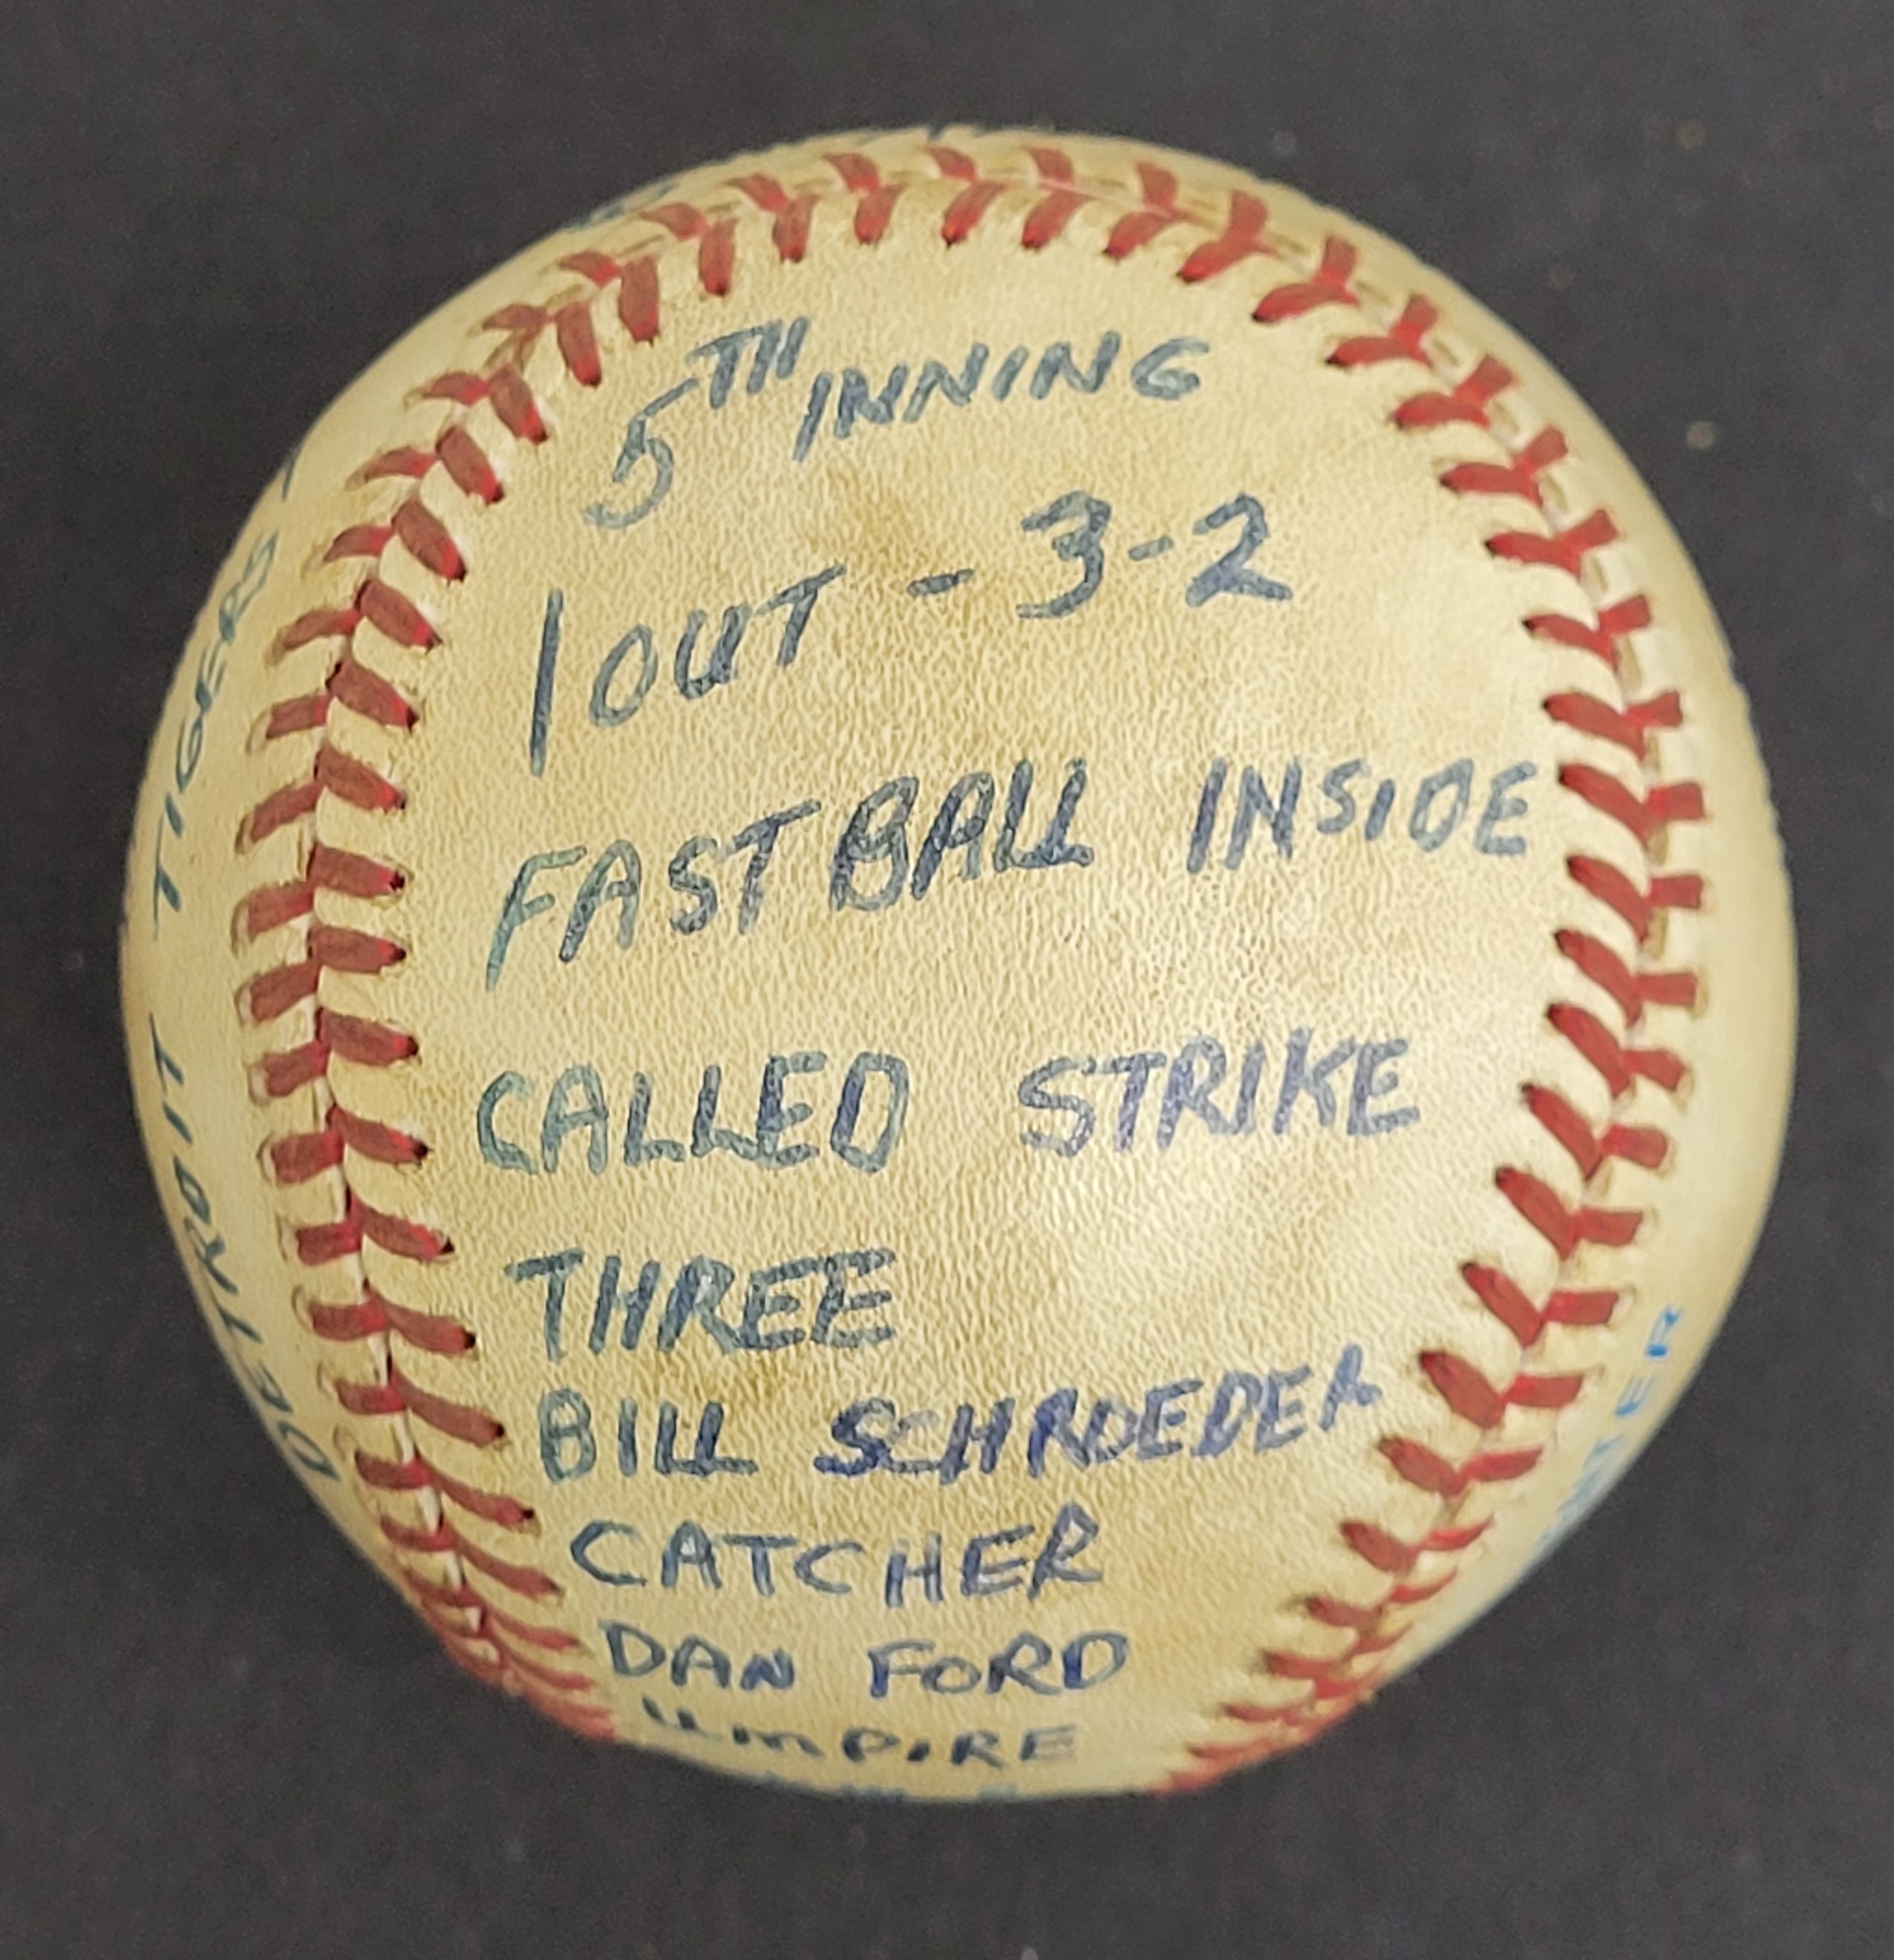 5TH INNING
1 OUT - 3-2
FASTBALL INSIDE
CALLED STRIKE
THREE
BILL SCHROEDER
CATCHER
DAN FORD
UMPIRE
DETROIT TIGERS -